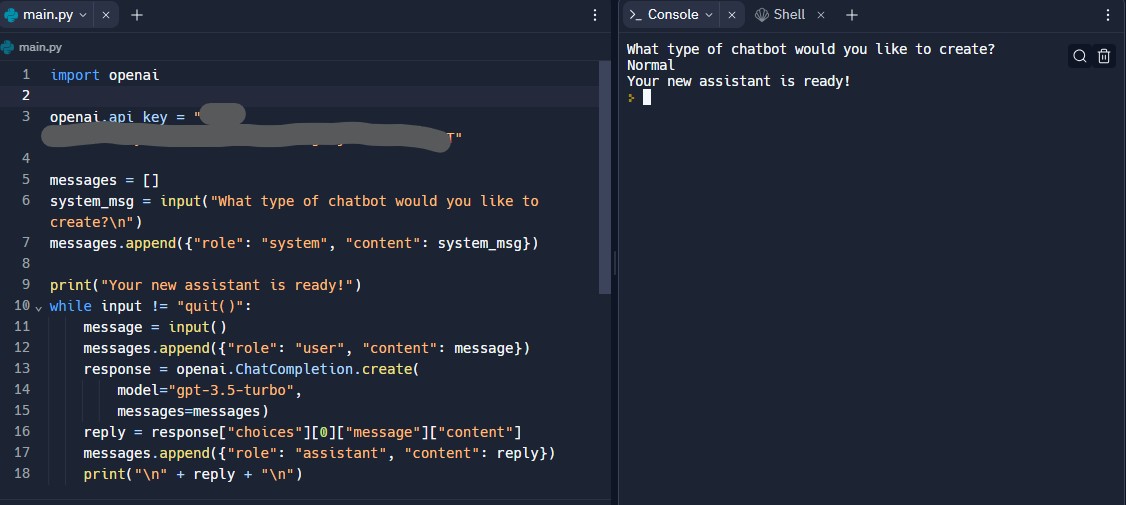 main.py
main.py
1 import openai
2
3 openai.api_key = "
T"
4
5 messages = []
6 system_msg = input("What type of chatbot would you like to
create?\n")
7 messages.append({"role": "system", "content": system_msg})
8
9 print("Your new assistant is ready!")
10 while input != "quit()":
11 message = input()
12 messages.append({"role": "user", "content": message})
13 response = openai.ChatCompletion.create(
14 model="gpt-3.5-turbo",
15 messages=messages)
16 reply = response["choices"][0]["message"]["content"]
17 messages.append({"role": "assistant", "content": reply})
18 print("\n" + reply + "\n")
Console
Shell
What type of chatbot would you like to create?
Normal
Your new assistant is ready!